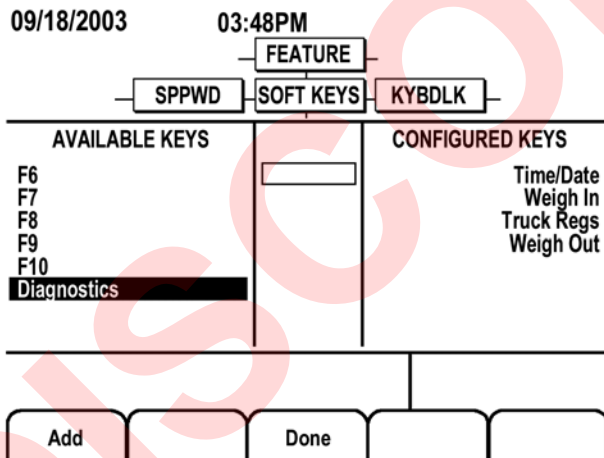 09/18/2003 03:48PM
FEATURE
SPPWD SOFT KEYS KYBDLK
AVAILABLE KEYS CONFIGURED KEYS
F6 Time/Date
F7 Weigh In
F8 Truck Regs
F9 Weigh Out
F10
Diagnostics
Add Done
DISCO